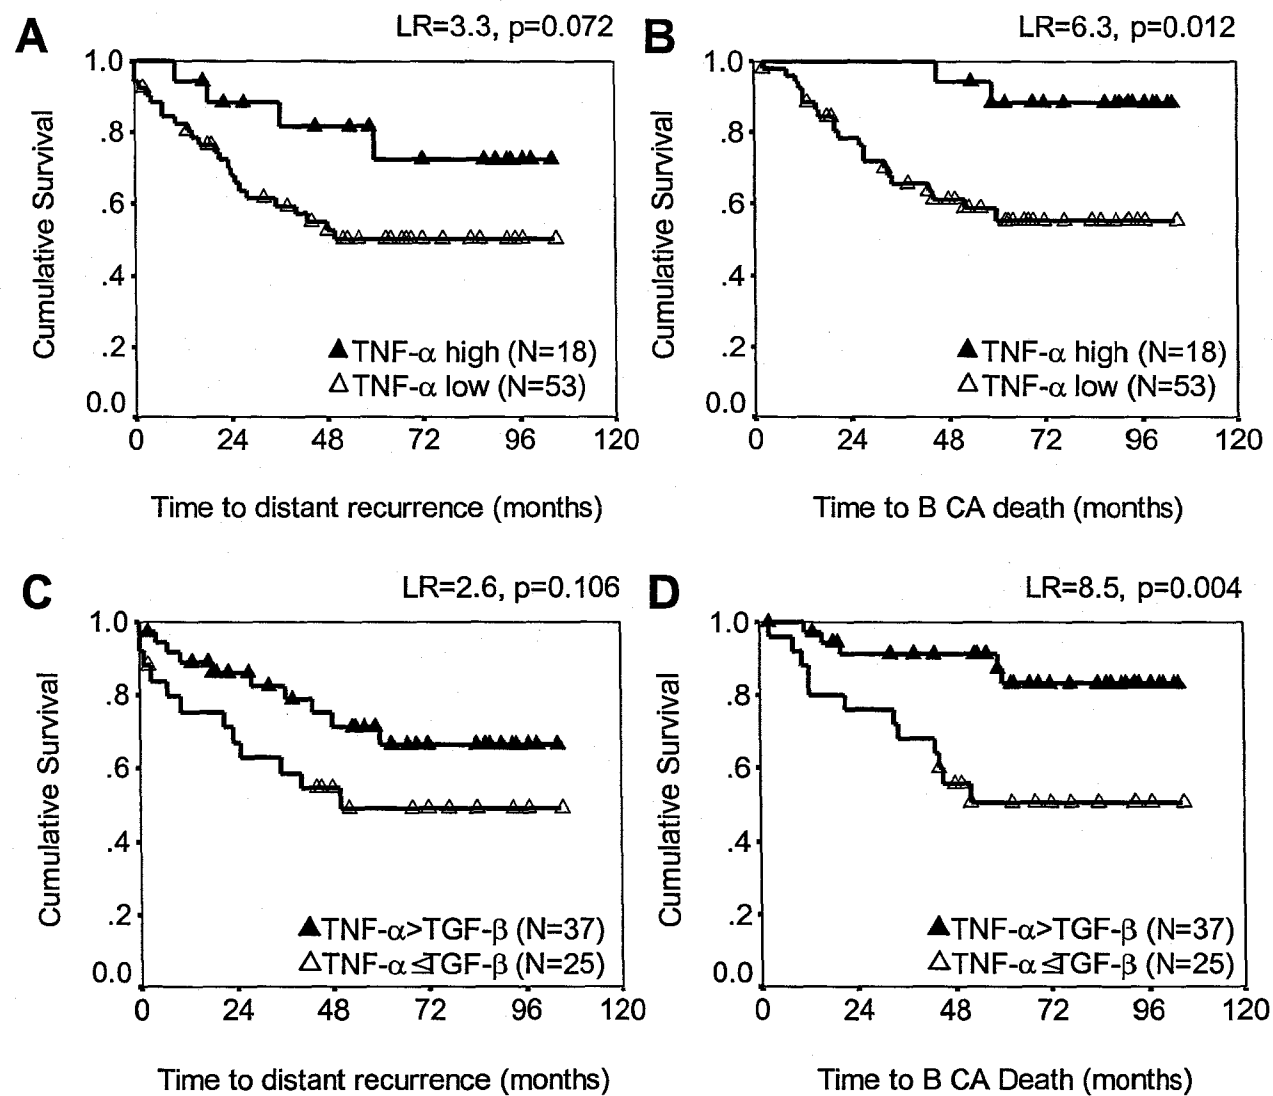 A
LR=3.3, p=0.072
Cumulative Survival
1.0
.8
.6
.4
.2
0.0
TNF-α high (N=18)
TNF-α low (N=53)
0 24 48 72 96 120
Time to distant recurrence (months)
B
LR=6.3, p=0.012
Cumulative Survival
1.0
.8
.6
.4
.2
0.0
TNF-α high (N=18)
TNF-α low (N=53)
0 24 48 72 96 120
Time to B CA death (months)
C
LR=2.6, p=0.106
Cumulative Survival
1.0
.8
.6
.4
.2
0.0
TNF-α>TGF-β (N=37)
TNF-α≤TGF-β (N=25)
0 24 48 72 96 120
Time to distant recurrence (months)
D
LR=8.5, p=0.004
Cumulative Survival
1.0
.8
.6
.4
.2
0.0
TNF-α>TGF-β (N=37)
TNF-α≤TGF-β (N=25)
0 24 48 72 96 120
Time to B CA Death (months)